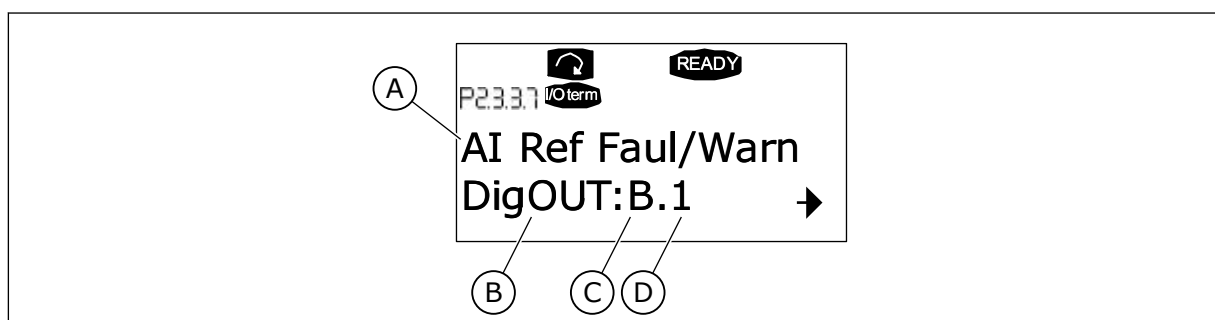 READY
P2.3.3.7 I/O term
A
AI Ref Faul/Warn
DigOUT:B.1
B C D